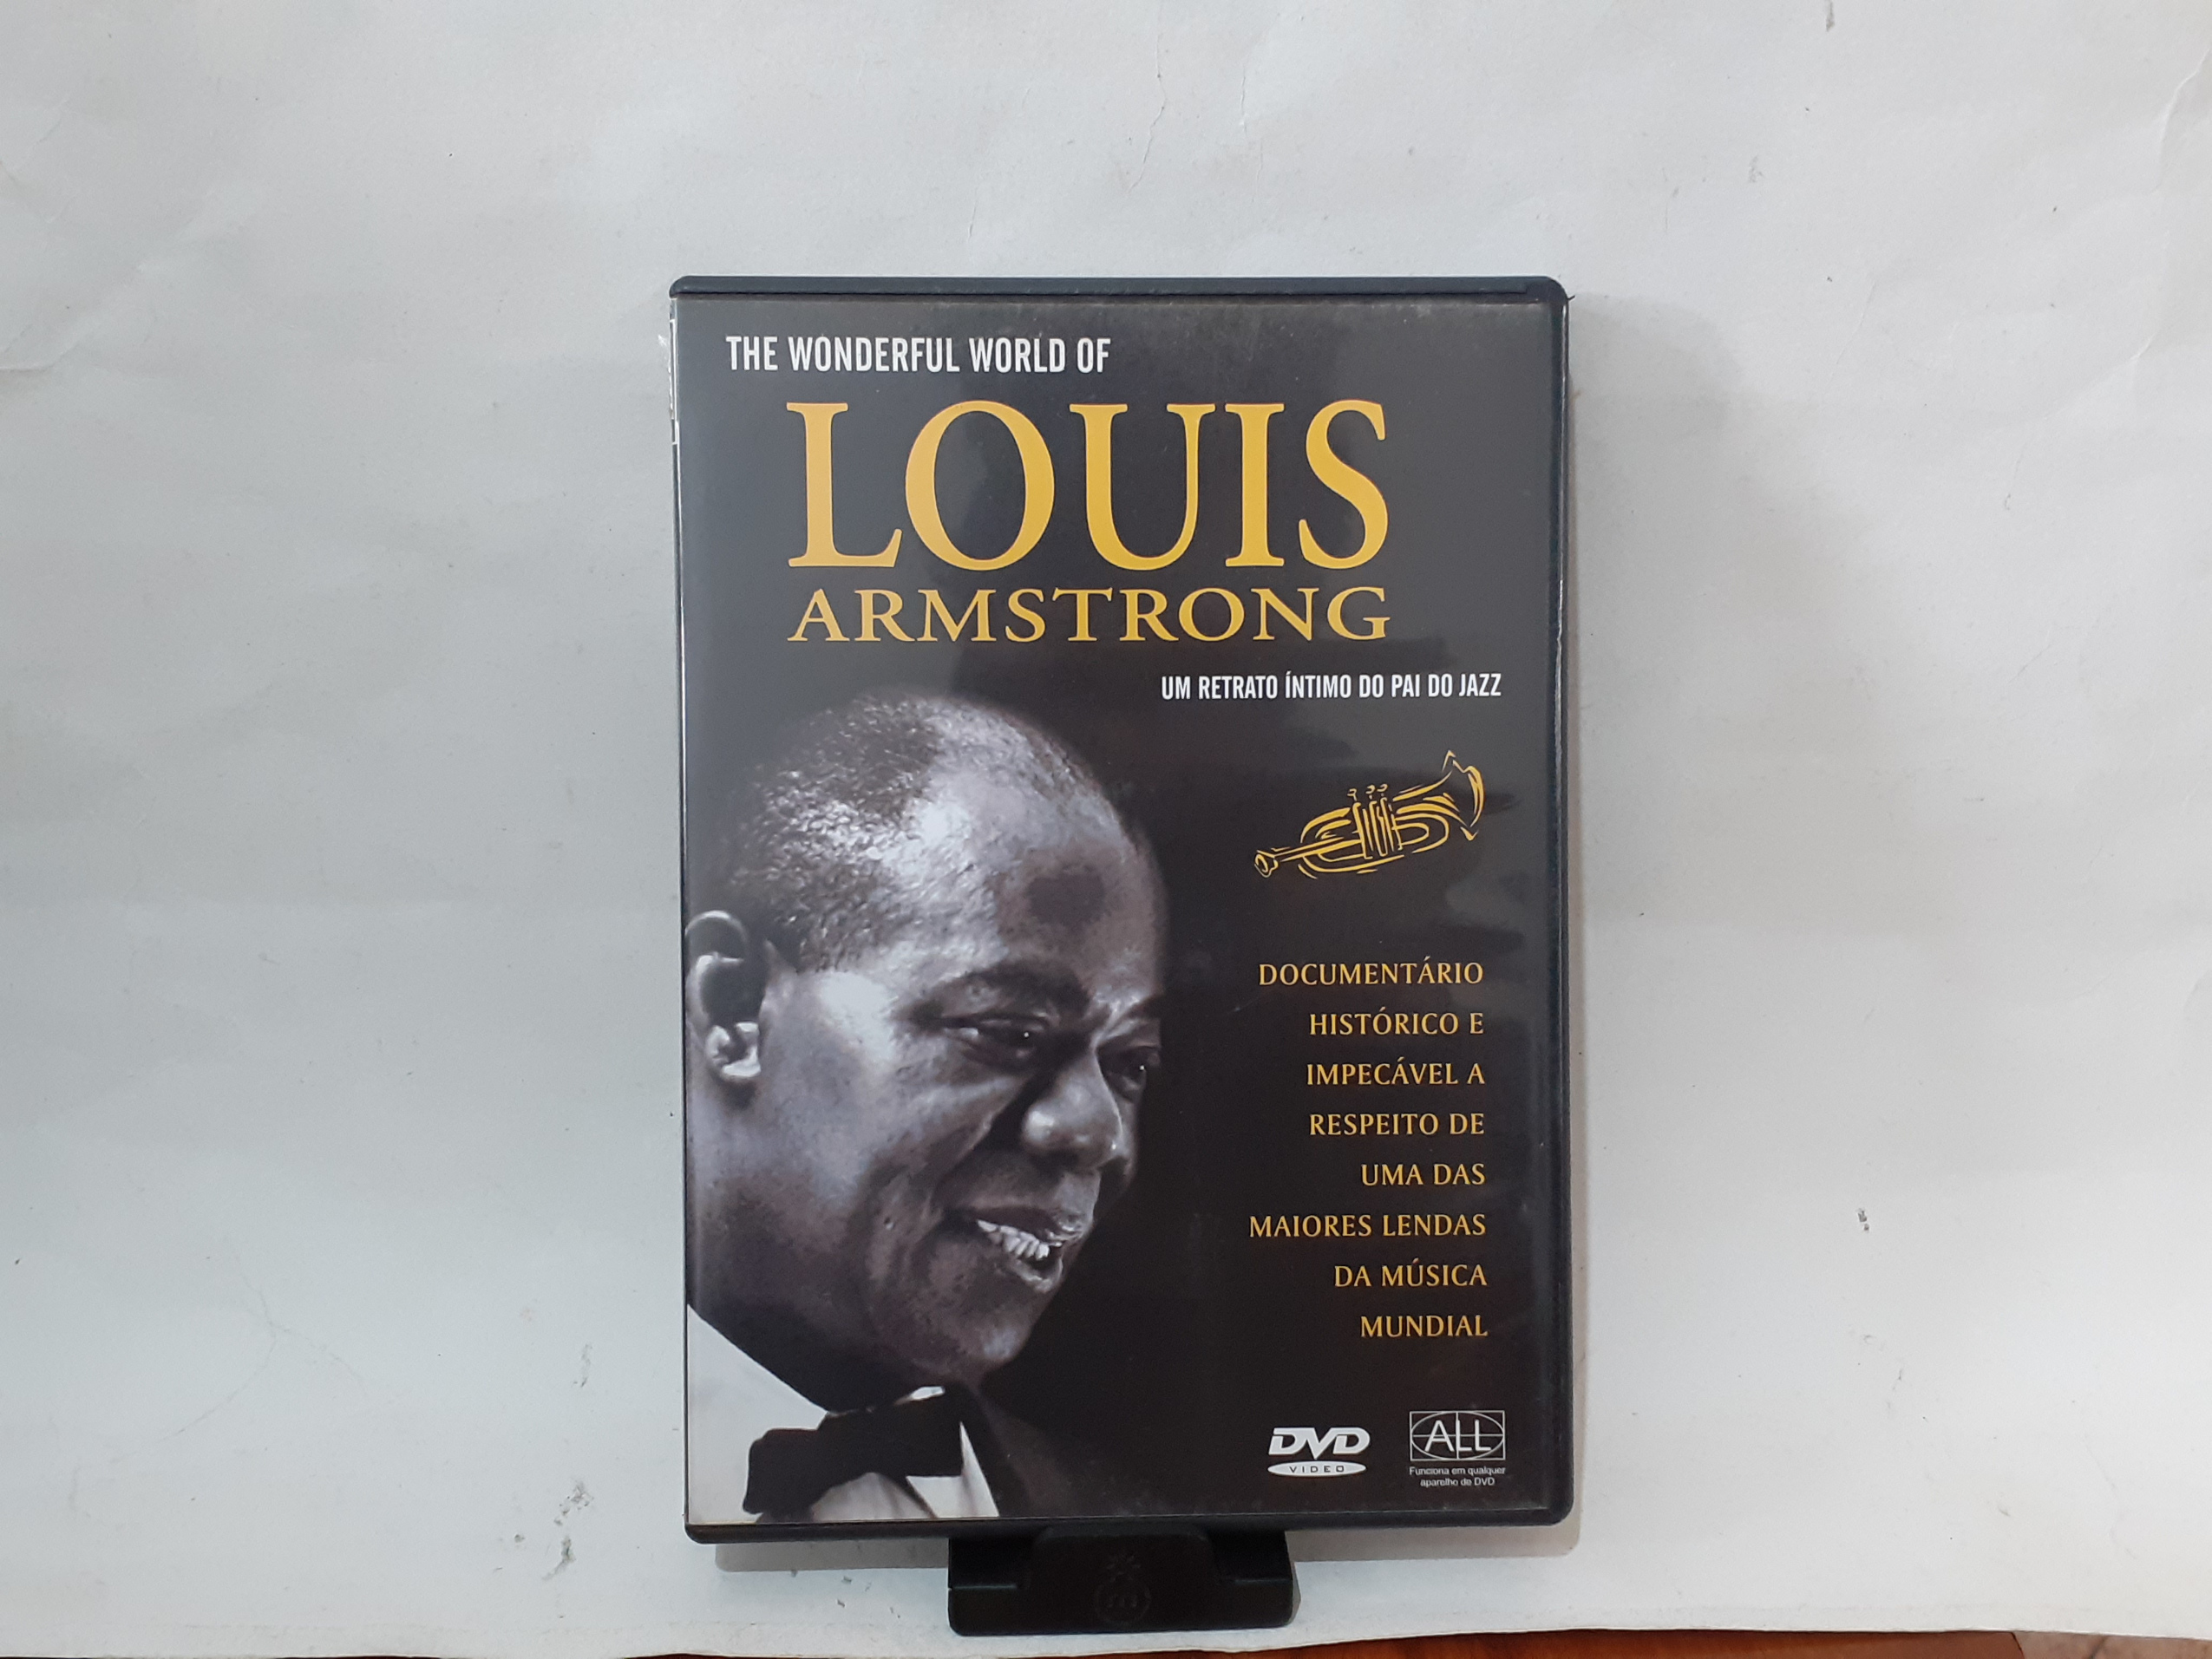 THE WONDERFUL WORLD OF
LOUIS
ARMSTRONG
UM RETRATO ÍNTIMO DO PAI DO JAZZ
DOCUMENTÁRIO
HISTÓRICO E
IMPECÁVEL A
RESPEITO DE
UMA DAS
MAIORES LENDAS
DA MÚSICA
MUNDIAL
DVD
VIDEO
ALL
Funciona em qualquer
aparelho de DVD